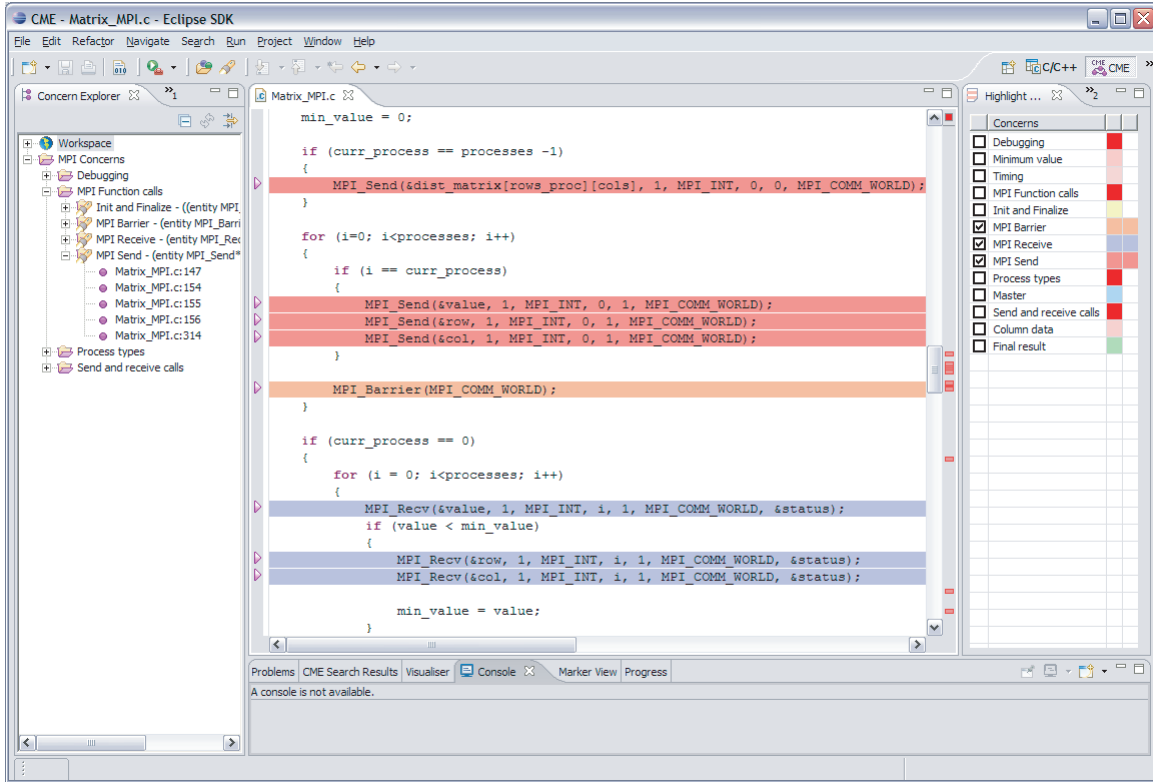 CME - Matrix_MPI.c - Eclipse SDK
File Edit Refactor Navigate Search Run Project Window Help
C/C++ CME
Concern Explorer
Workspace
MPI Concerns
Debugging
MPI Function calls
Init and Finalize - ((entity MPI_
MPI Barrier - (entity MPI_Barri
MPI Receive - (entity MPI_Rec
MPI Send - (entity MPI_Send*
Matrix_MPI.c:147
Matrix_MPI.c:154
Matrix_MPI.c:155
Matrix_MPI.c:156
Matrix_MPI.c:314
Process types
Send and receive calls
Matrix_MPI.c
min_value = 0;
if (curr_process == processes -1)
{
MPI_Send(&dist_matrix[rows_proc][cols], 1, MPI_INT, 0, 0, MPI_COMM_WORLD);
}
for (i=0; i<processes; i++)
{
if (i == curr_process)
{
MPI_Send(&value, 1, MPI_INT, 0, 1, MPI_COMM_WORLD);
MPI_Send(&row, 1, MPI_INT, 0, 1, MPI_COMM_WORLD);
MPI_Send(&col, 1, MPI_INT, 0, 1, MPI_COMM_WORLD);
}
MPI_Barrier(MPI_COMM_WORLD);
}
if (curr_process == 0)
{
for (i = 0; i<processes; i++)
{
MPI_Recv(&value, 1, MPI_INT, i, 1, MPI_COMM_WORLD, &status);
if (value < min_value)
{
MPI_Recv(&row, 1, MPI_INT, i, 1, MPI_COMM_WORLD, &status);
MPI_Recv(&col, 1, MPI_INT, i, 1, MPI_COMM_WORLD, &status);
min_value = value;
}
Highlight ...
Concerns
Debugging
Minimum value
Timing
MPI Function calls
Init and Finalize
MPI Barrier
MPI Receive
MPI Send
Process types
Master
Send and receive calls
Column data
Final result
Problems CME Search Results Visualiser Console Marker View Progress
A console is not available.